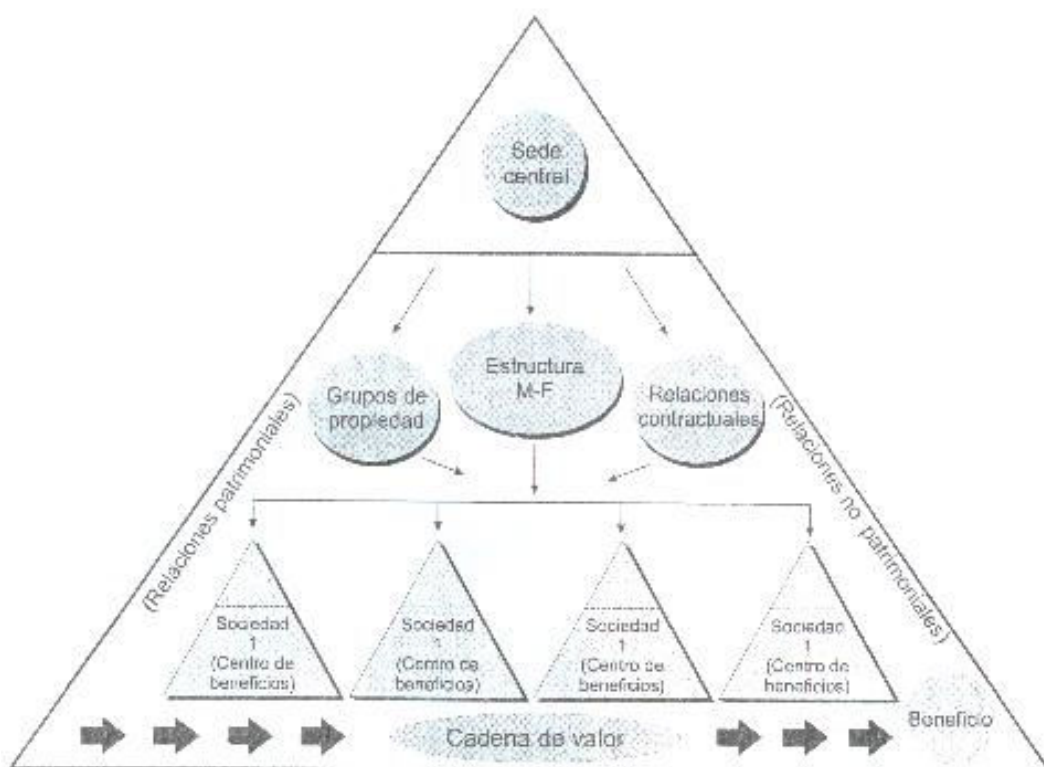 Sede
central
Grupos de
propiedad
Estructura
M-F
Relaciones
contractuales
(Relaciones patrimoniales)
(Relaciones no patrimoniales)
Sociedad
1
(Centro de
beneficios)
Sociedad
1
(Centro de
beneficios)
Sociedad
1
(Centro de
beneficios)
Sociedad
1
(Centro de
beneficios)
Cadena de valor
Beneficio